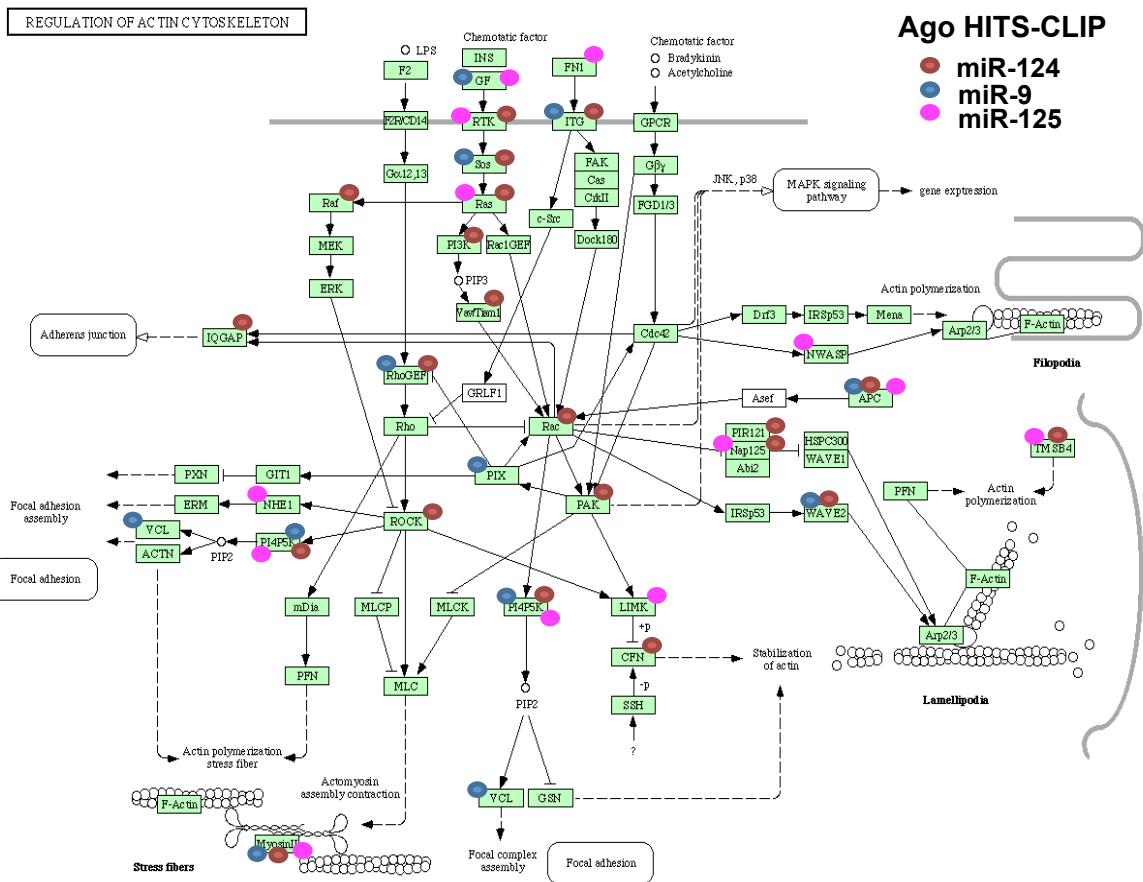 REGULATION OF ACTIN CYTOSKELETON
Ago HITS-CLIP
miR-124
miR-9
miR-125
LPS
F2
F2R/CD14
Gα12,13
Chemotatic factor
INS
GF
RTK
Sos
Ras
Raf
MEK
ERK
PI3K
Rac1GEF
PIP3
Vav/Tiam1
FN1
ITG
FAK
Cas
CrkII
c-Src
Dock180
Chemotatic factor
Bradykinin
Acetylcholine
GPCR
Gβγ
FGD1/3
JNK, p38
MAPK signaling
pathway
gene exptression
Adherens junction
IQGAP
Cdc42
Drf3
IRSp53
Mena
Actin polymerization
Arp2/3
F-Actin
NWASP
Filopodia
RhoGEF
GRLF1
Asef
APC
Rho
Rac
PIR121
Nap125
Abi2
HSPC300
WAVE1
TMSB4
PXN
GIT1
PIX
PFN
Actin
polymerization
Focal adhesion
assembly
ERM
NHE1
ROCK
PAK
IRSp53
WAVE2
VCL
ACTN
PIP2
PI4P5K
Focal adhesion
mDia
MLCP
MLCK
PI4P5K
LIMK
+p
F-Actin
Arp2/3
CFN
Stabilization
of actin
-p
PFN
MLC
PIP2
SSH
?
Lamellipodia
Actin polymerization
stress fiber
Actomyosin
assembly contraction
VCL
GSN
F-Actin
MyosinII
Stress fibers
Focal complex
assembly
Focal adhesion